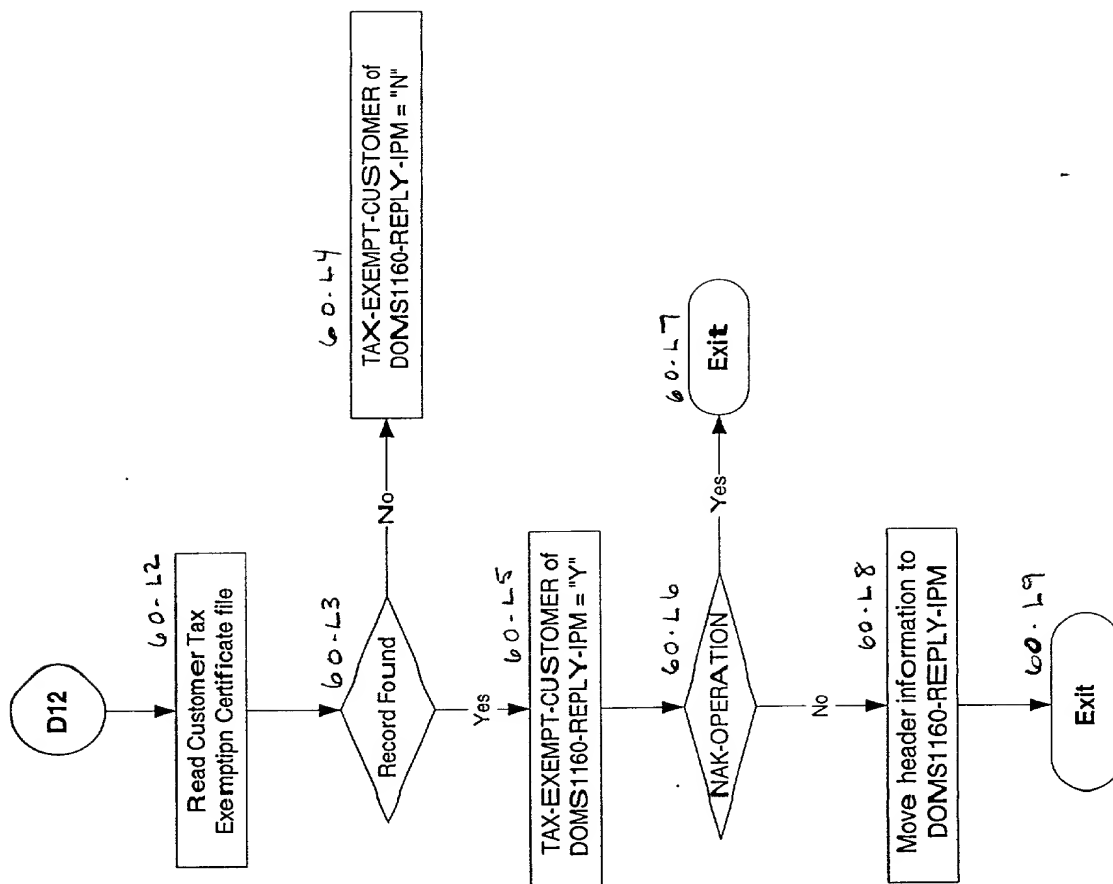 D12
60-L2
Read Customer Tax
Exemptipn Certificate file
60-L3
Record Found
No
60-L4
TAX-EXEMPT-CUSTOMER of
DOMS1160-REPLY-IPM = "N"
Yes
60-L5
TAX-EXEMPT-CUSTOMER of
DOMS1160-REPLY-IPM = "Y"
60-L6
NAK-OPERATION
Yes
60-L7
Exit
No
60-L8
Move header information to
DOMS1160-REPLY-IPM
60-L9
Exit